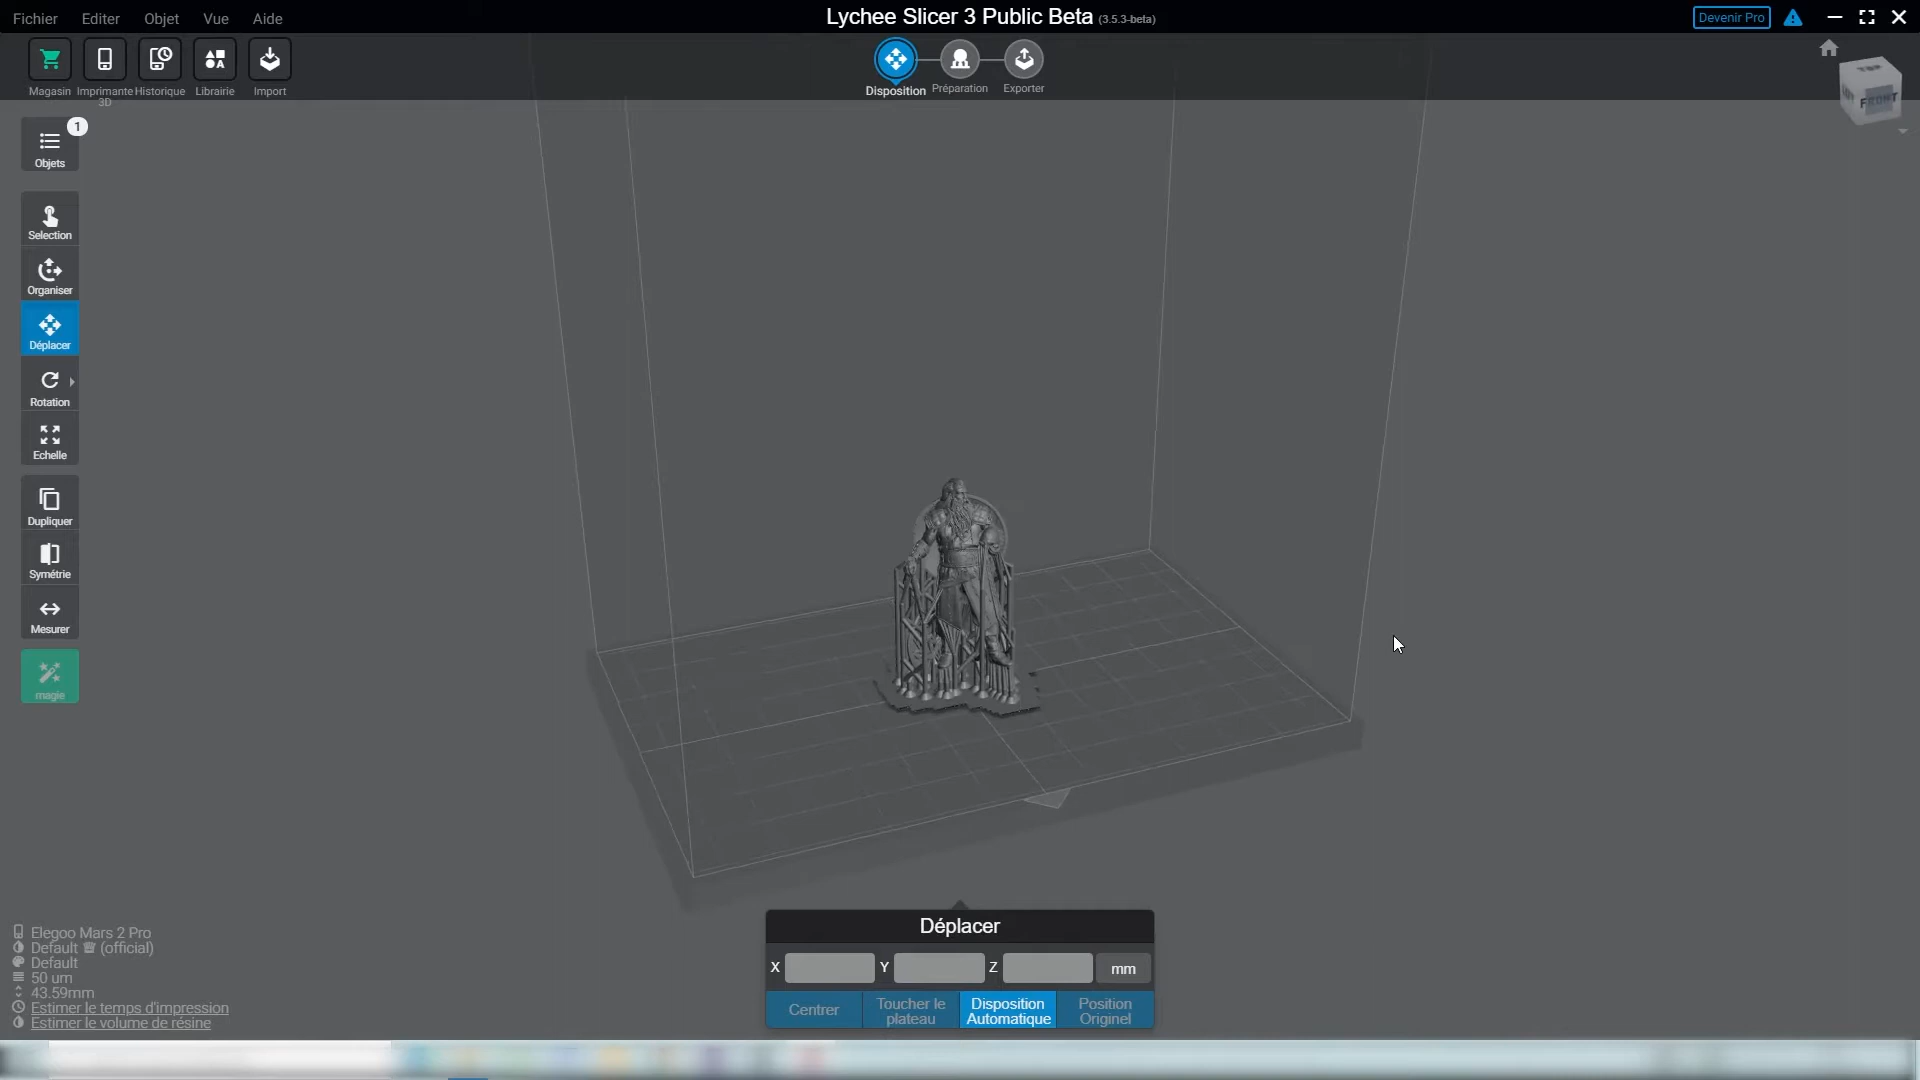 Fichier Editer Objet Vue Aide
Lychee Slicer 3 Public Beta (3.5.3-beta)
Devenir Pro
Magasin
Imprimante 3D
Historique
Librairie
Import
Disposition
Préparation
Exporter
TOP
FRONT
1
Objets
Selection
Organiser
Déplacer
Rotation
Echelle
Dupliquer
Symétrie
Mesurer
magie
Elegoo Mars 2 Pro
Default (official)
Default
50 um
43.59mm
Estimer le temps d'impression
Estimer le volume de résine
Déplacer
X Y Z mm
Centrer
Toucher le
plateau
Disposition
Automatique
Position
Originel